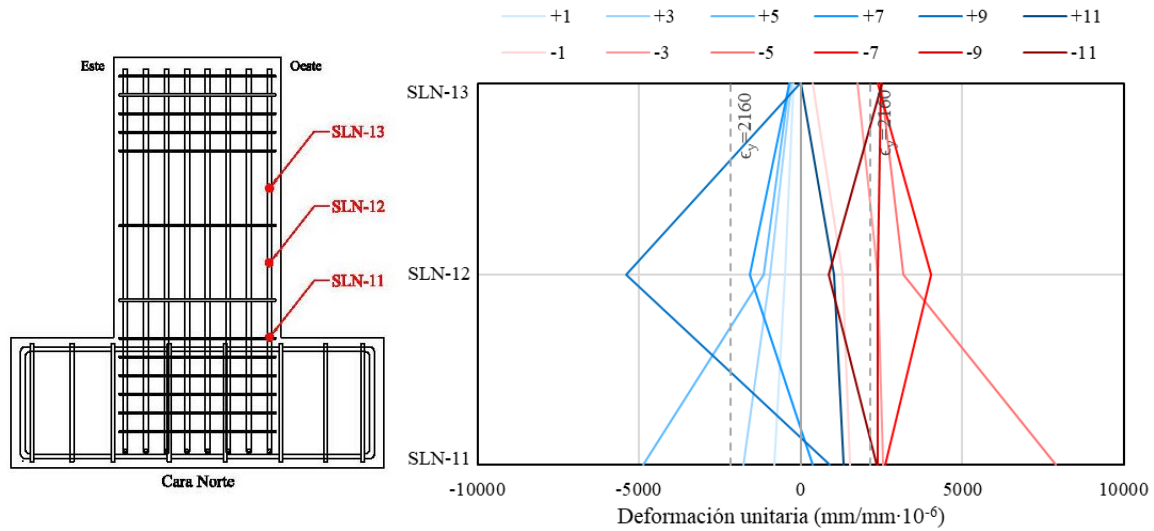 Este
Oeste
SLN-13
SLN-12
SLN-11
Cara Norte
+1 +3 +5 +7 +9 +11
-1 -3 -5 -7 -9 -11
SLN-13
SLN-12
SLN-11
ϵy=2160
ϵy=2160
-10000 -5000 0 5000 10000
Deformación unitaria (mm/mm·10⁻⁶)